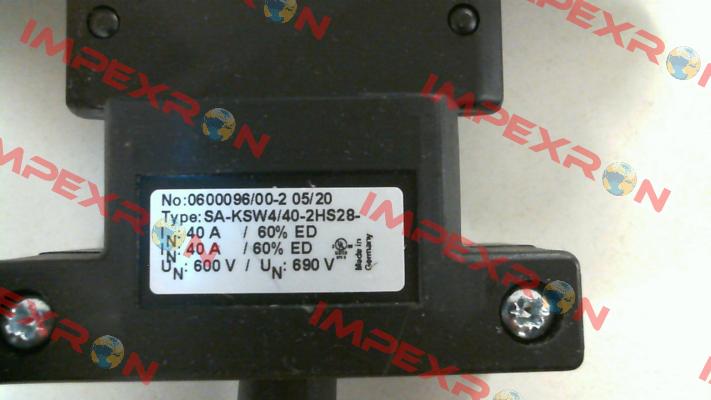 IMPEXRON
IMPEXRON
IMPEXRON
IMPEXRON
IMPEXRON
No:0600096/00-2 05/20
Type:SA-KSW4/40-2HS28-
IN: 40 A / 60% ED
IN: 40 A / 60% ED
UN: 600 V / UN: 690 V
Made in
Germany